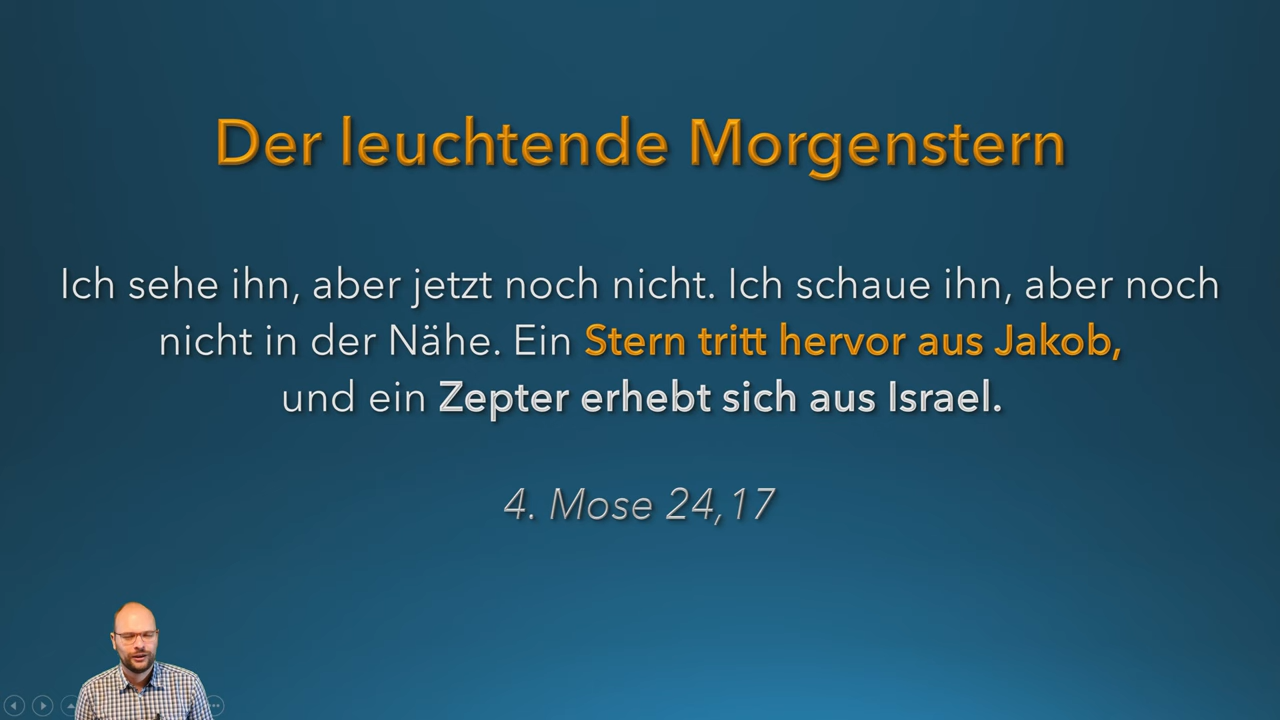 Der leuchtende Morgenstern
Ich sehe ihn, aber jetzt noch nicht. Ich schaue ihn, aber noch
nicht in der Nähe. Ein Stern tritt hervor aus Jakob,
und ein Zepter erhebt sich aus Israel.
4. Mose 24,17